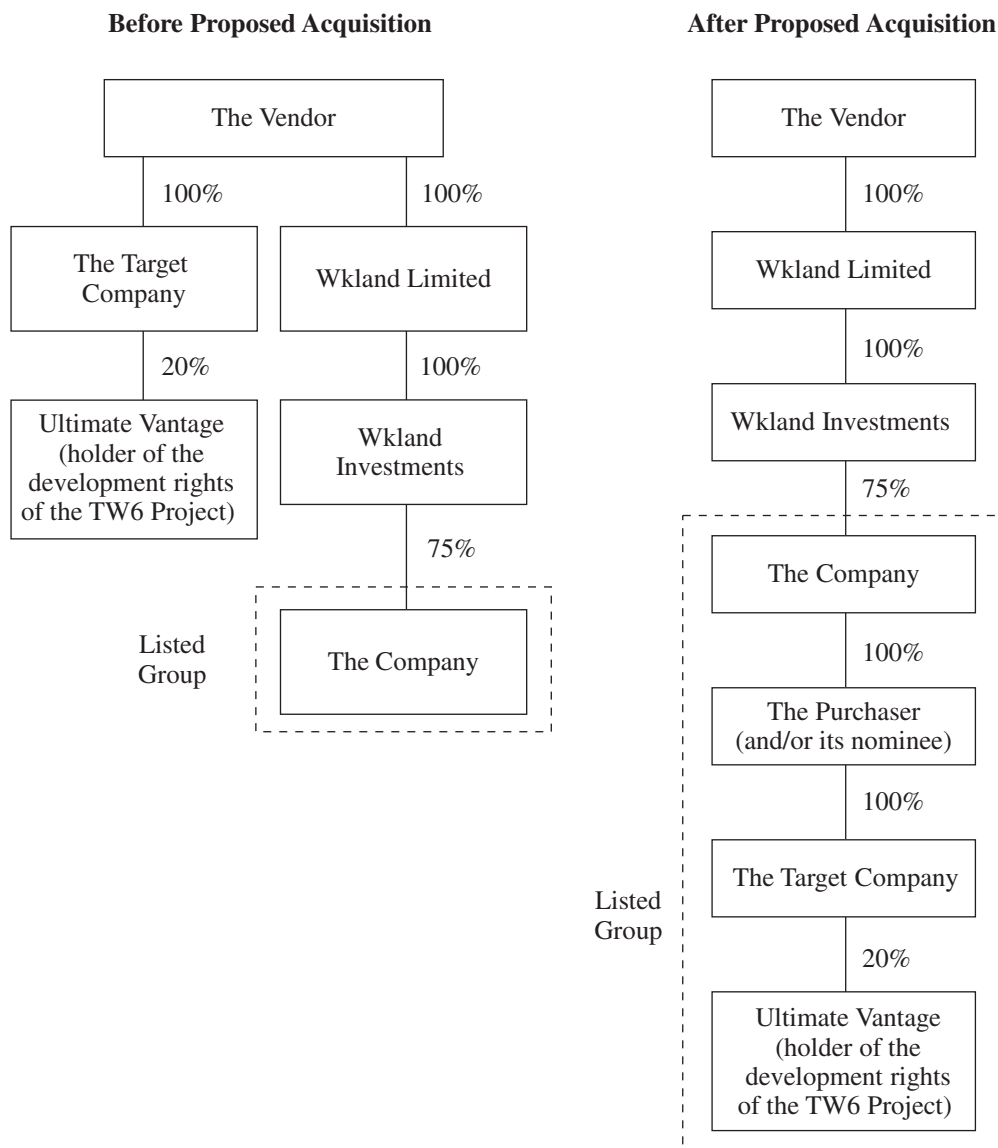 Before Proposed Acquisition
The Vendor
100%
100%
The Target
Company
Wkland Limited
20%
100%
Ultimate Vantage
(holder of the
development rights
of the TW6 Project)
Wkland
Investments
75%
Listed
Group
The Company
After Proposed Acquisition
The Vendor
100%
Wkland Limited
100%
Wkland Investments
75%
The Company
100%
The Purchaser
(and/or its nominee)
100%
The Target Company
Listed
Group
20%
Ultimate Vantage
(holder of the
development rights
of the TW6 Project)